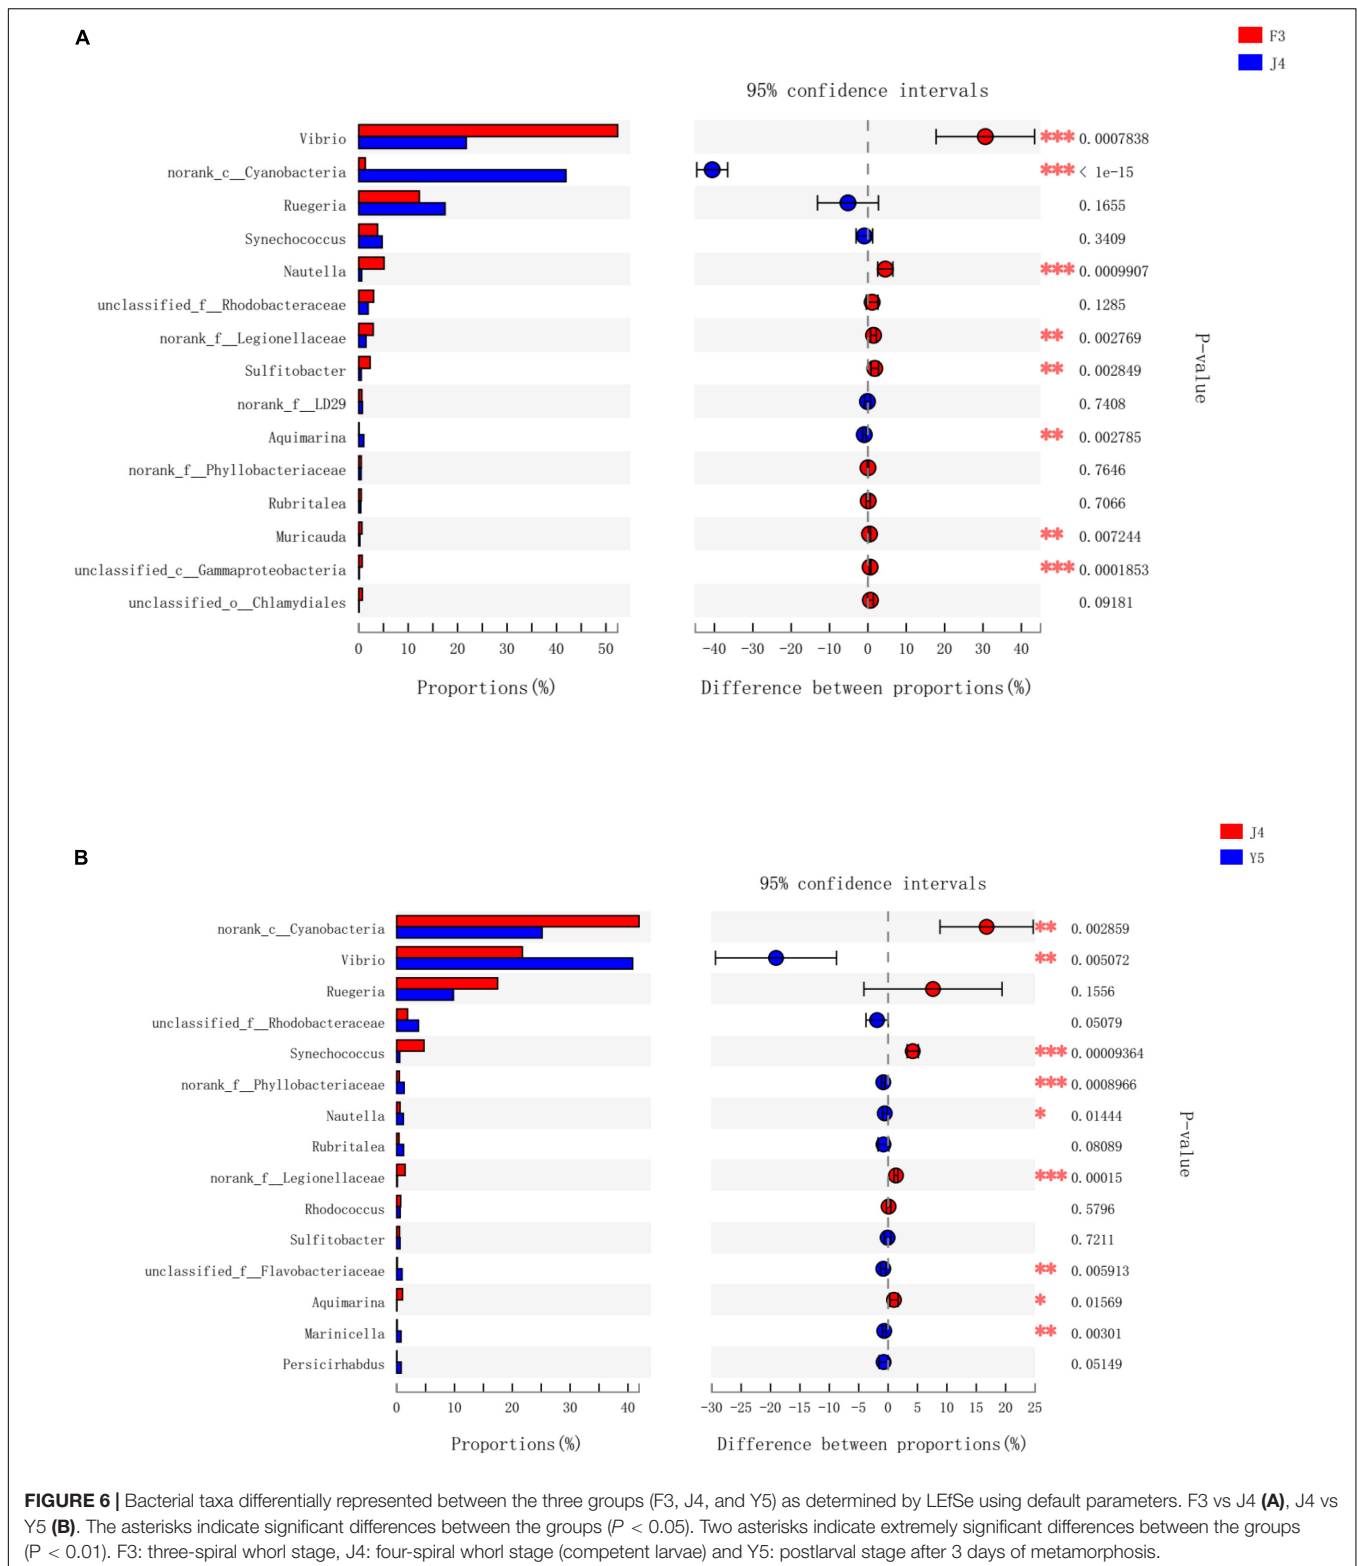 A
F3
J4
95% confidence intervals
Vibrio *** 0.0007838
norank_c__Cyanobacteria *** < 1e-15
Ruegeria 0.1655
Synechococcus 0.3409
Nautella *** 0.0009907
unclassified_f__Rhodobacteraceae 0.1285
norank_f__Legionellaceae ** 0.002769
Sulfitobacter ** 0.002849
norank_f__LD29 0.7408
Aquimarina ** 0.002785
norank_f__Phyllobacteriaceae 0.7646
Rubritalea 0.7066
Muricauda ** 0.007244
unclassified_c__Gammaproteobacteria *** 0.0001853
unclassified_o__Chlamydiales 0.09181
P-value
0 10 20 30 40 50 -40 -30 -20 -10 0 10 20 30 40
Proportions(%) Difference between proportions(%)
J4
B
Y5
95% confidence intervals
norank_c__Cyanobacteria ** 0.002859
Vibrio ** 0.005072
Ruegeria 0.1556
unclassified_f__Rhodobacteraceae 0.05079
Synechococcus *** 0.00009364
norank_f__Phyllobacteriaceae *** 0.0008966
Nautella * 0.01444
Rubritalea 0.08089
norank_f__Legionellaceae *** 0.00015
Rhodococcus 0.5796
Sulfitobacter 0.7211
unclassified_f__Flavobacteriaceae ** 0.005913
Aquimarina * 0.01569
Marinicella ** 0.00301
Persicirhabdus 0.05149
P-value
0 10 20 30 40 -30 -25 -20 -15 -10 -5 0 5 10 15 20 25
Proportions(%) Difference between proportions(%)
FIGURE 6 | Bacterial taxa differentially represented between the three groups (F3, J4, and Y5) as determined by LEfSe using default parameters. F3 vs J4 (A), J4 vs
Y5 (B). The asterisks indicate significant differences between the groups (P < 0.05). Two asterisks indicate extremely significant differences between the groups
(P < 0.01). F3: three-spiral whorl stage, J4: four-spiral whorl stage (competent larvae) and Y5: postlarval stage after 3 days of metamorphosis.